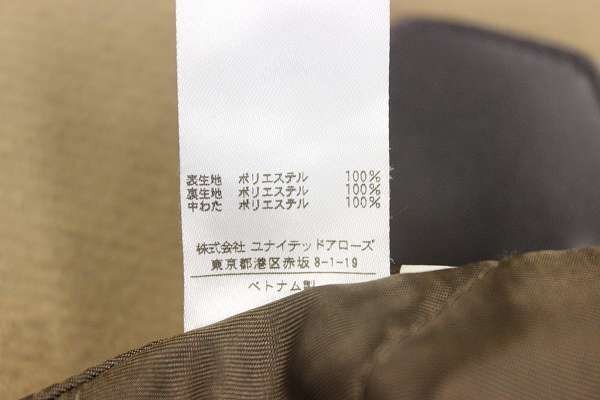 表生地 ポリエステル 100%
裏生地 ポリエステル 100%
中わた ポリエステル 100%
株式会社 ユナイテッドアローズ
東京都港区赤坂 8-1-19
ベトナム製